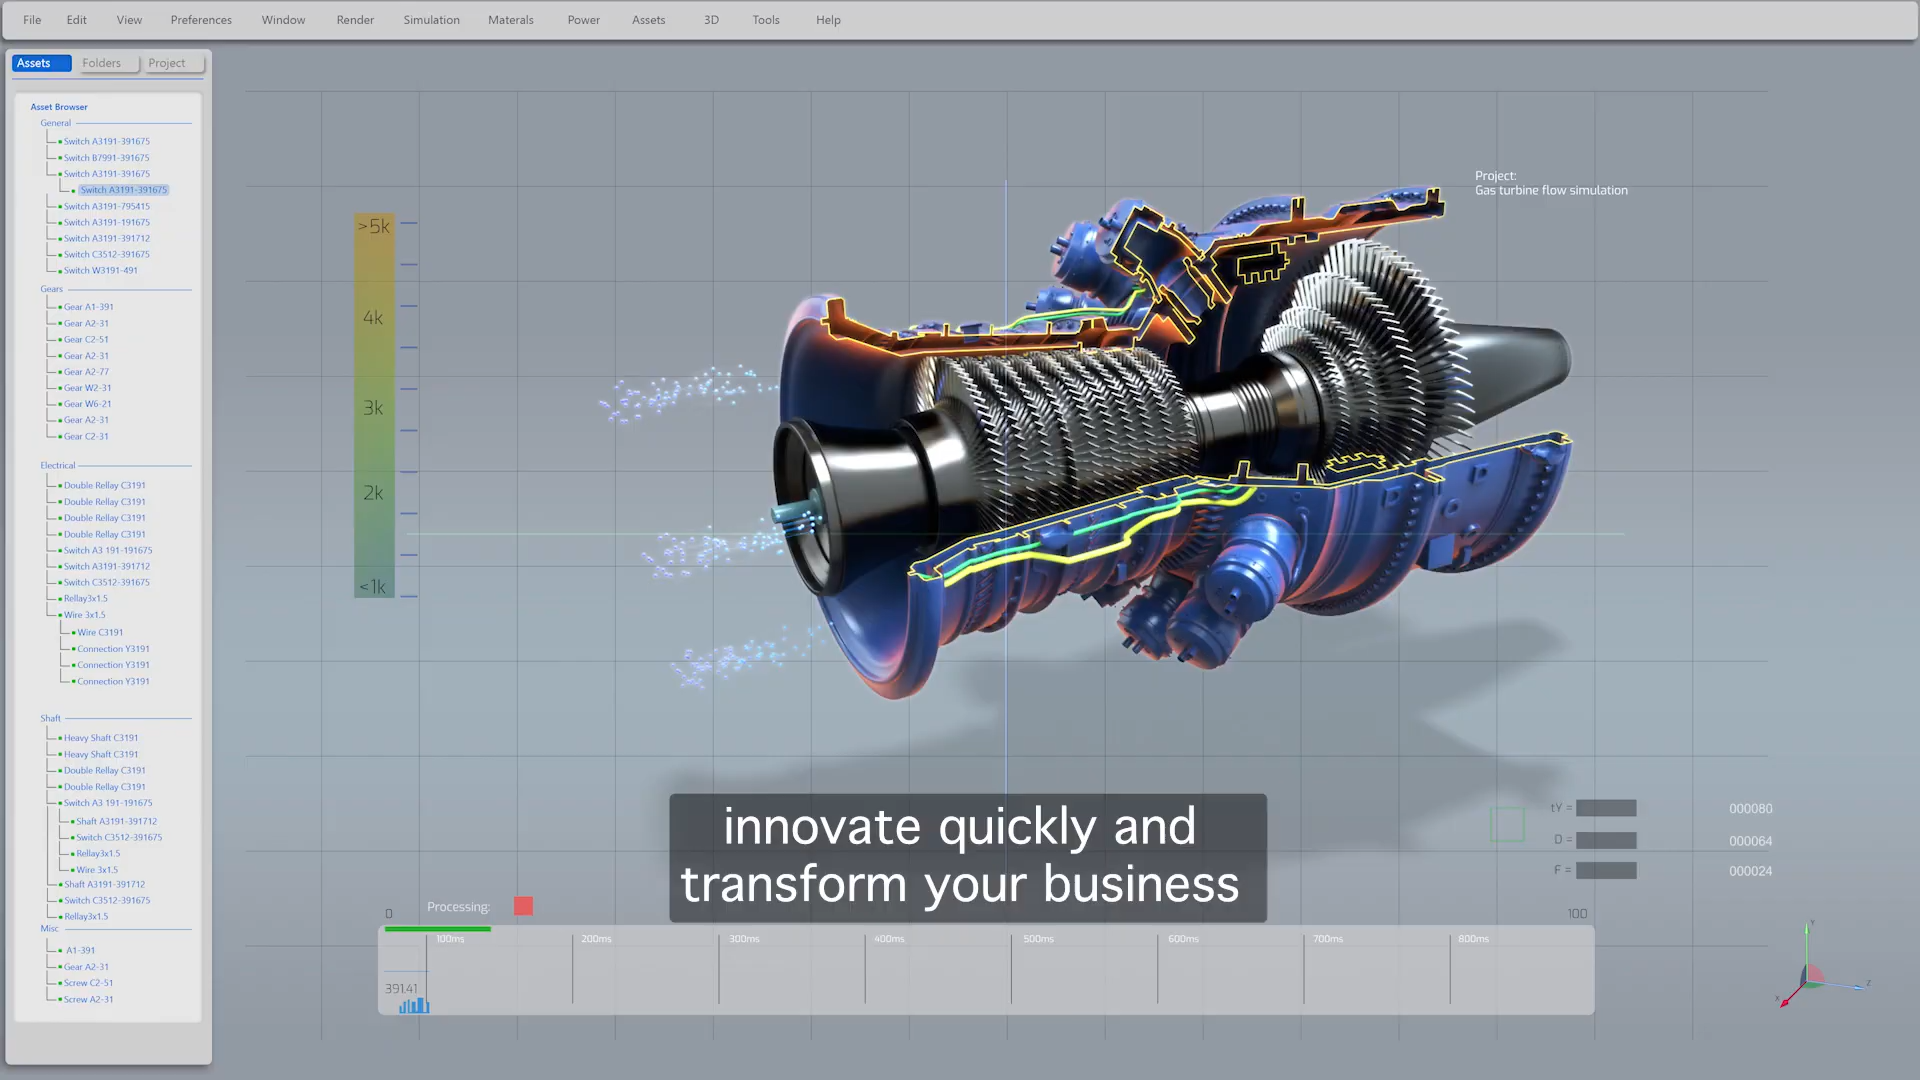 File Edit View Preferences Window Render Simulation Materals Power Assets 3D Tools Help
Assets Folders Project
Asset Browser
General
Switch A3191-391675
Switch B7991-391675
Switch A3191-391675
Switch A3191-391675
Switch A3191-795415
Switch A3191-191675
Switch A3191-391712
Switch C3512-391675
Switch W3191-491
Gears
Gear A1-391
Gear A2-31
Gear C2-51
Gear A2-31
Gear A2-77
Gear W2-31
Gear W6-21
Gear A2-31
Gear C2-31
Electrical
Double Rellay C3191
Double Rellay C3191
Double Rellay C3191
Double Rellay C3191
Switch A3 191-191675
Switch A3191-391712
Switch C3512-391675
Rellay3x1.5
Wire 3x1.5
Wire C3191
Connection Y3191
Connection Y3191
Connection Y3191
Shaft
Heavy Shaft C3191
Heavy Shaft C3191
Double Rellay C3191
Double Rellay C3191
Switch A3 191-191675
Shaft A3191-391712
Switch C3512-391675
Rellay3x1.5
Wire 3x1.5
Shaft A3191-391712
Switch C3512-391675
Rellay3x1.5
Misc
A1-391
Gear A2-31
Screw C2-51
Screw A2-31
>5k
4k
3k
2k
<1k
Project:
Gas turbine flow simulation
innovate quickly and
transform your business
tY = 000080
D = 000064
F = 000024
0 Processing: 100
100ms 200ms 300ms 400ms 500ms 600ms 700ms 800ms
391.41
Y
Z
X